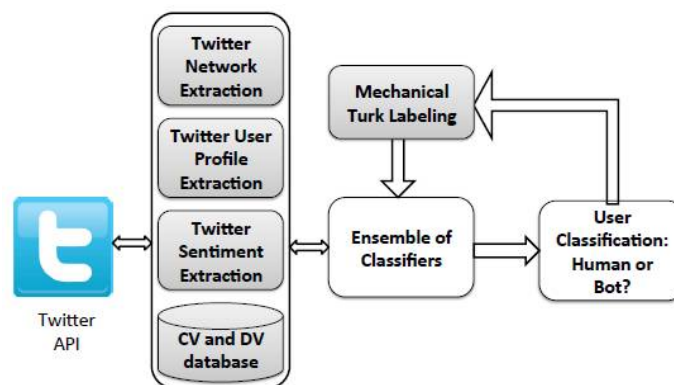 Twitter
Network
Extraction
Twitter User
Profile
Extraction
Twitter
Sentiment
Extraction
CV and DV
database
Twitter
API
Mechanical
Turk Labeling
Ensemble of
Classifiers
User
Classification:
Human or
Bot?